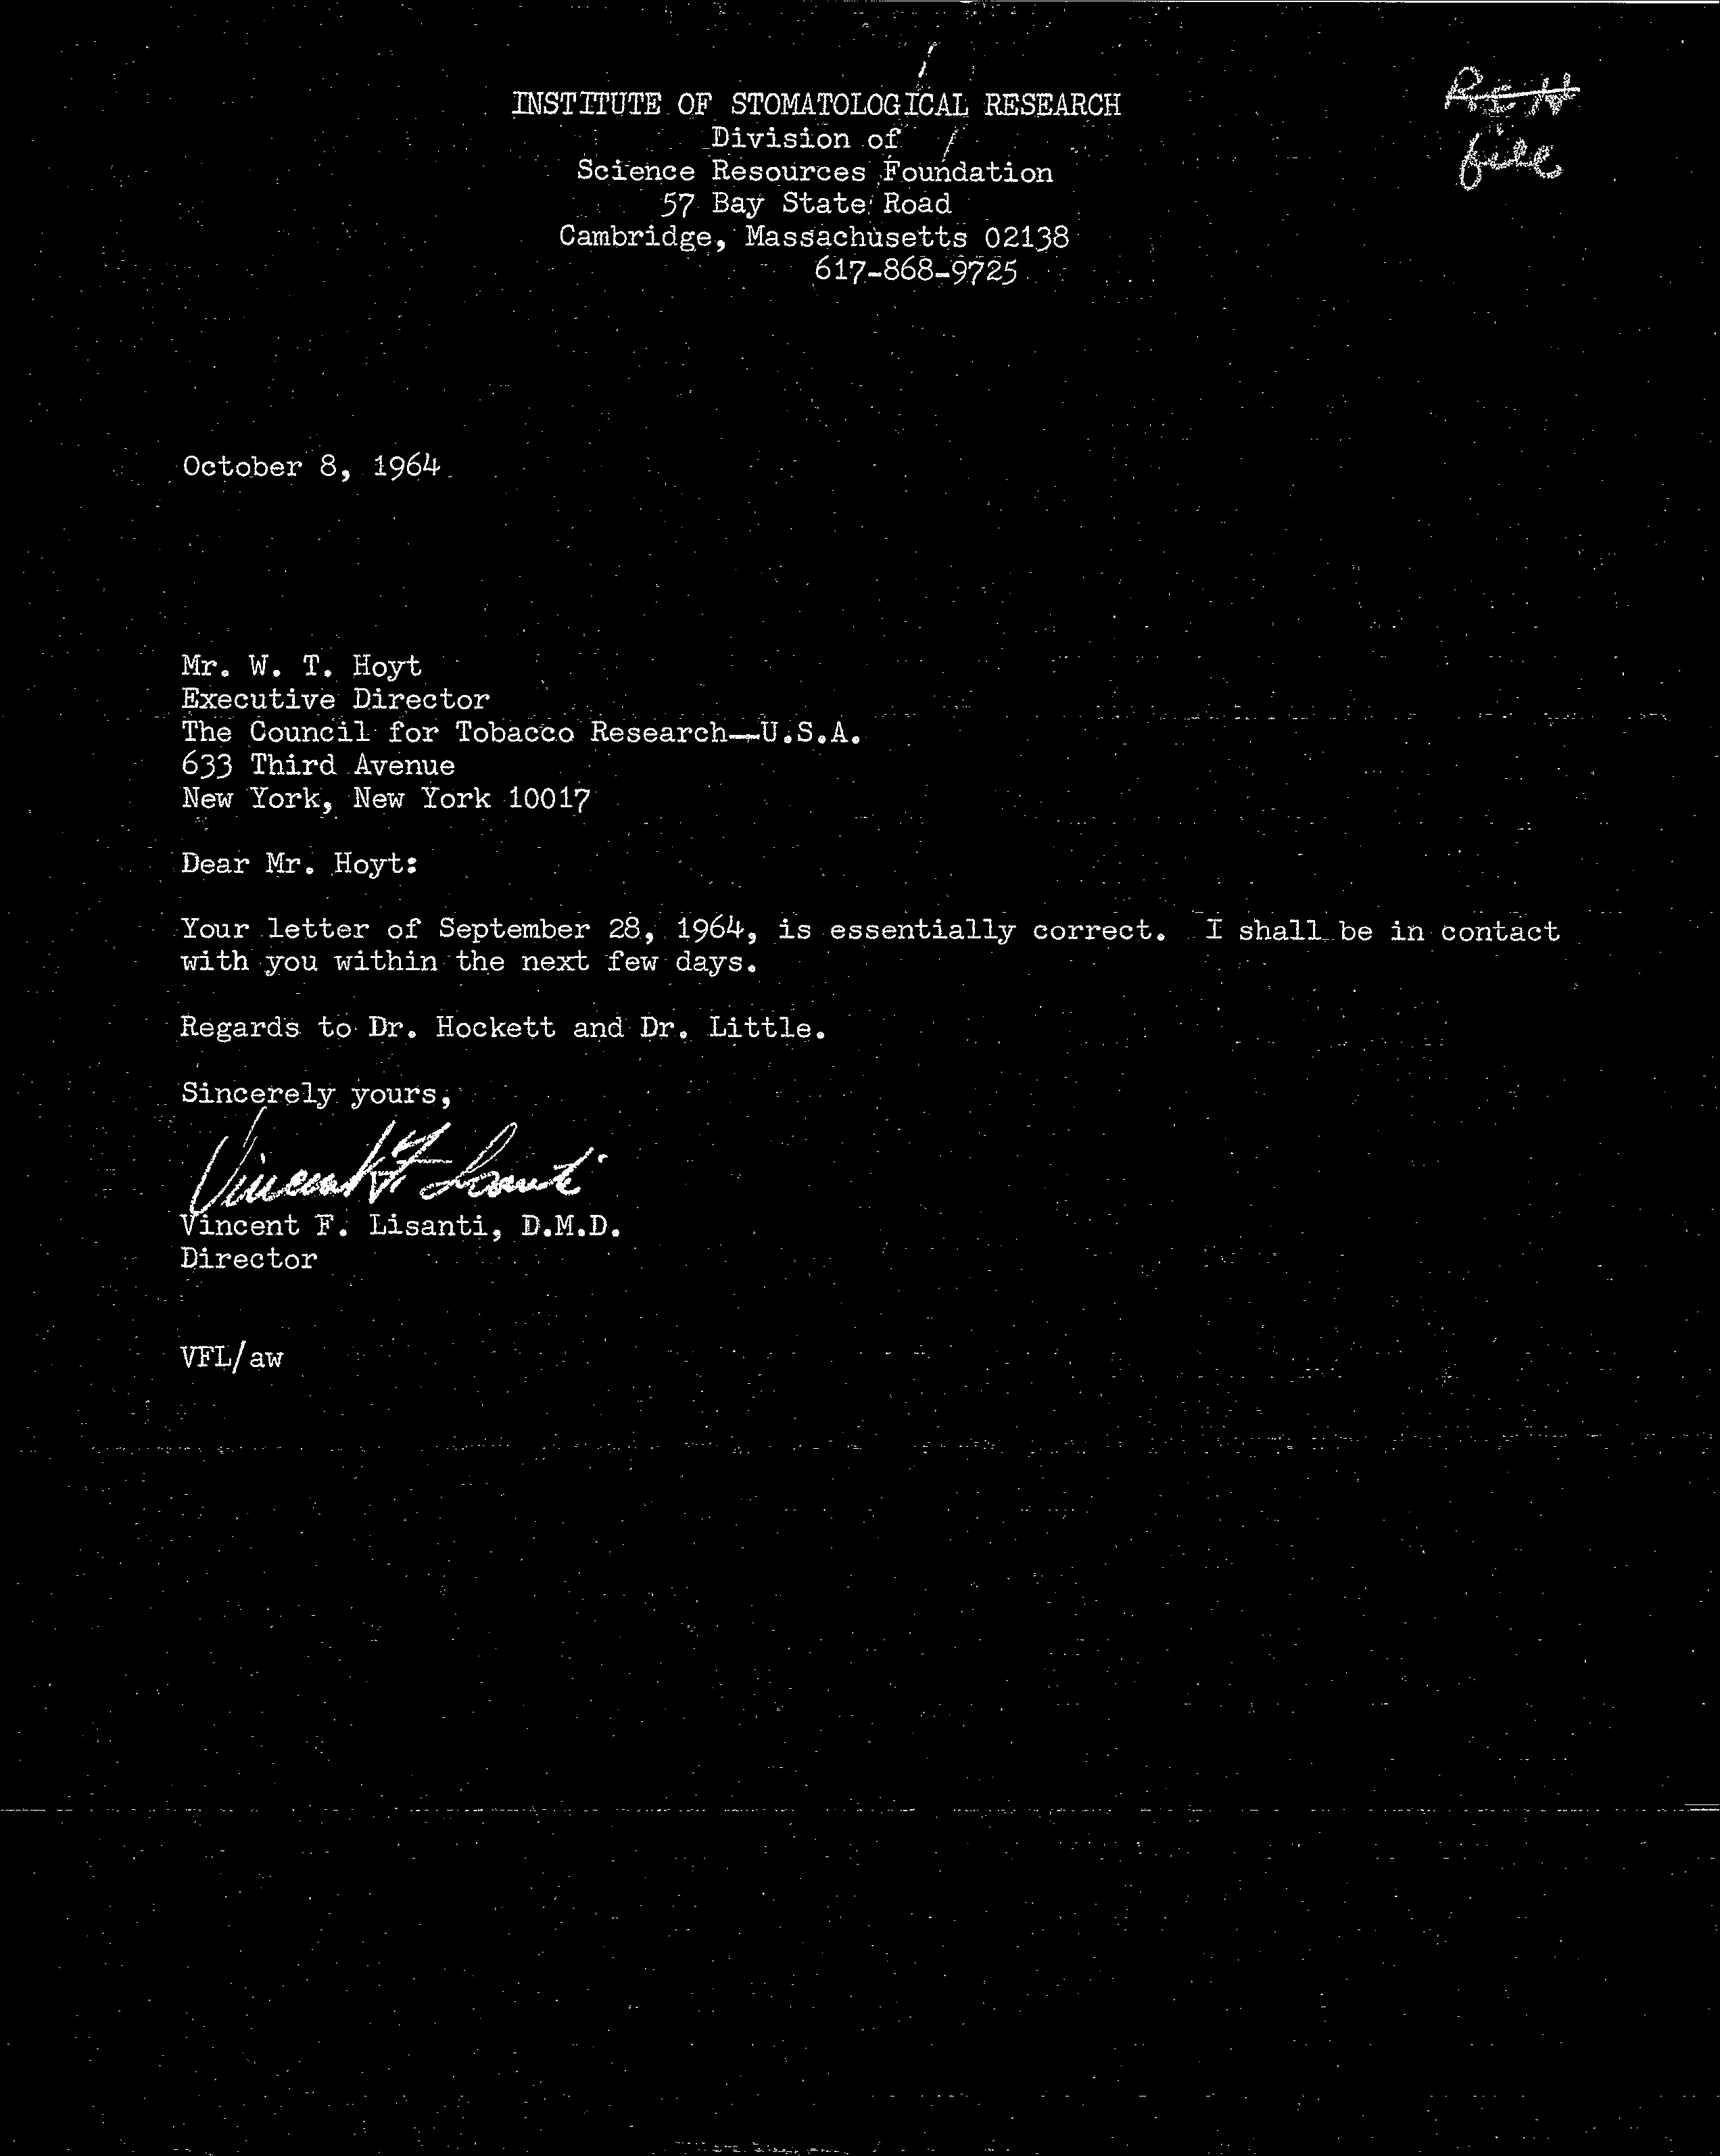 INSTITUTE OF STOMATOLOGICAL RESEARCH
Division of
Science Resources Foundation
57 Bay State Road
Cambridge, Massachusetts 02138
617-868-9725
REH
file
October 8, 1964
Mr. W. T. Hoyt
Executive Director
The Council for Tobacco Research—U.S.A.
633 Third Avenue
New York, New York 10017
Dear Mr. Hoyt:
Your letter of September 28, 1964, is essentially correct. I shall be in contact
with you within the next few days.
Regards to Dr. Hockett and Dr. Little.
Sincerely yours,
Vincent F. Lisanti
Vincent F. Lisanti, D.M.D.
Director
VFL/aw